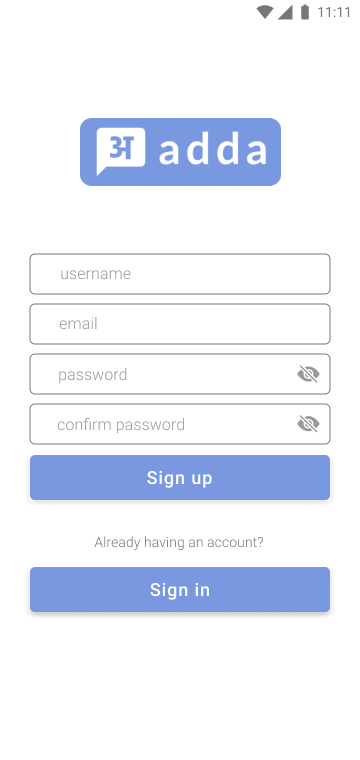 11:11
अ adda
username
email
password
confirm password
Sign up
Already having an account?
Sign in